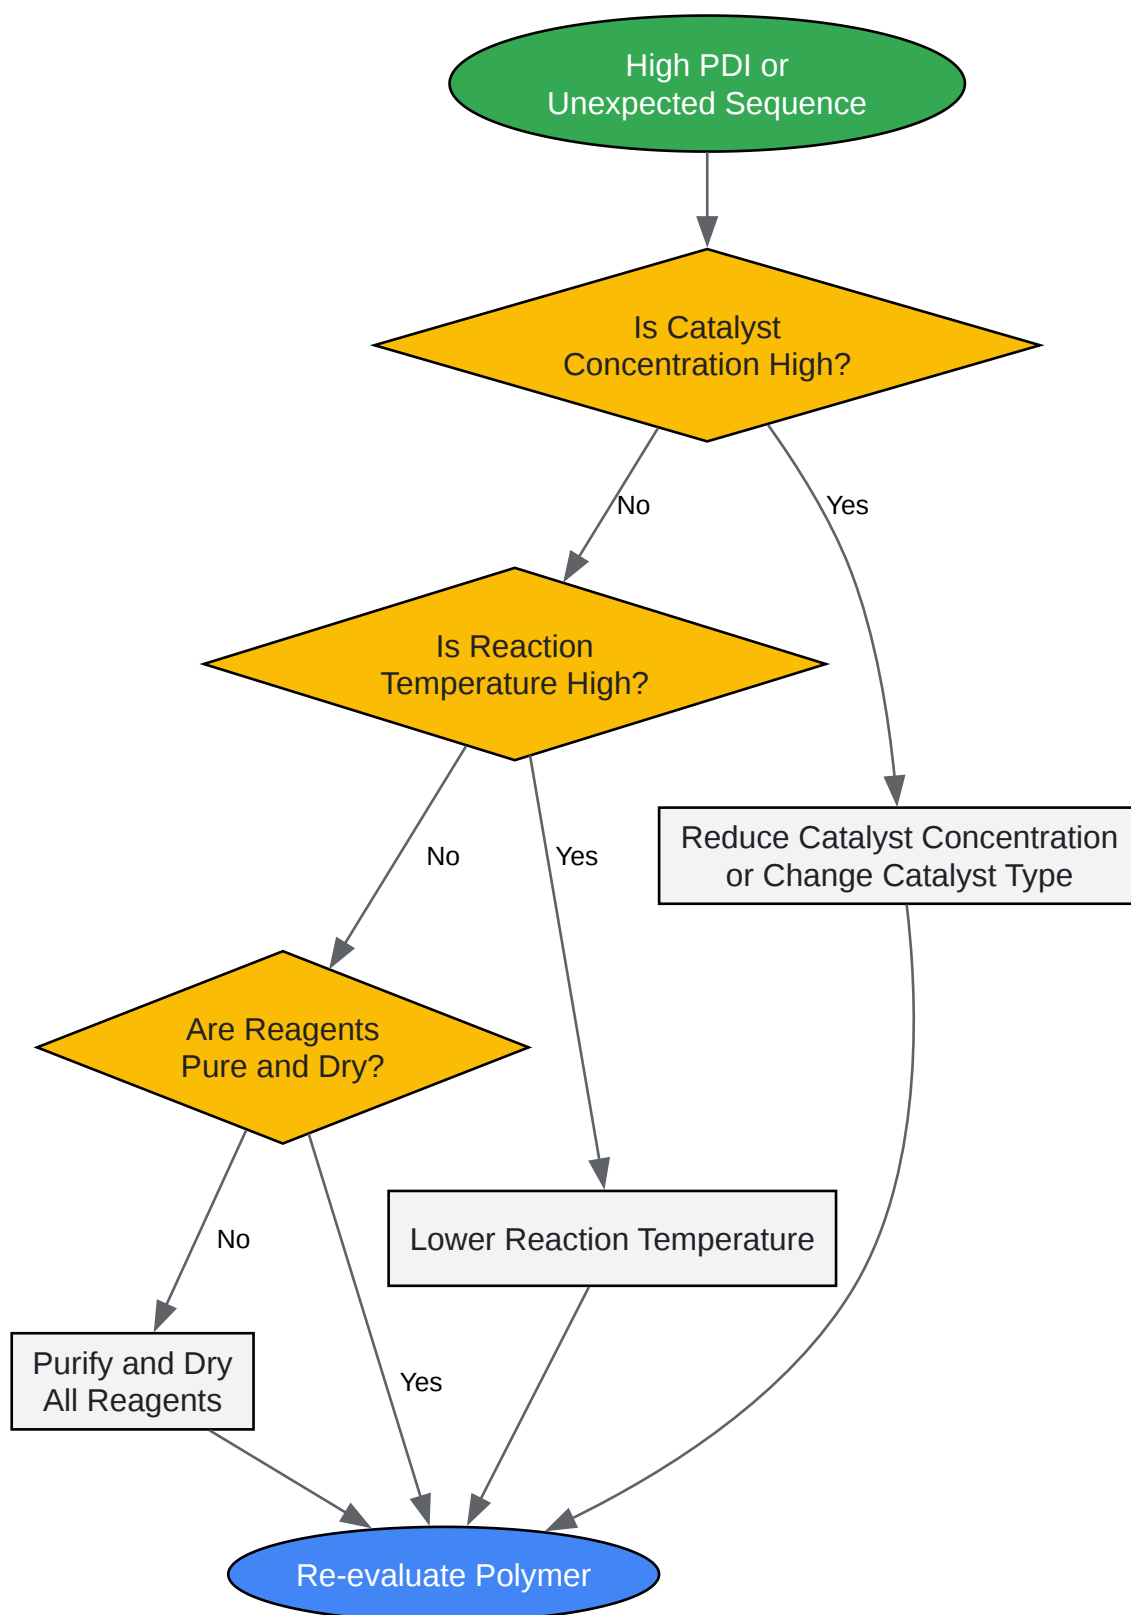 High PDI or
Unexpected Sequence
Is Catalyst
Concentration High?
No
Yes
Is Reaction
Temperature High?
Reduce Catalyst Concentration
or Change Catalyst Type
No
Yes
Are Reagents
Pure and Dry?
No
Lower Reaction Temperature
Purify and Dry
All Reagents
Yes
Re-evaluate Polymer